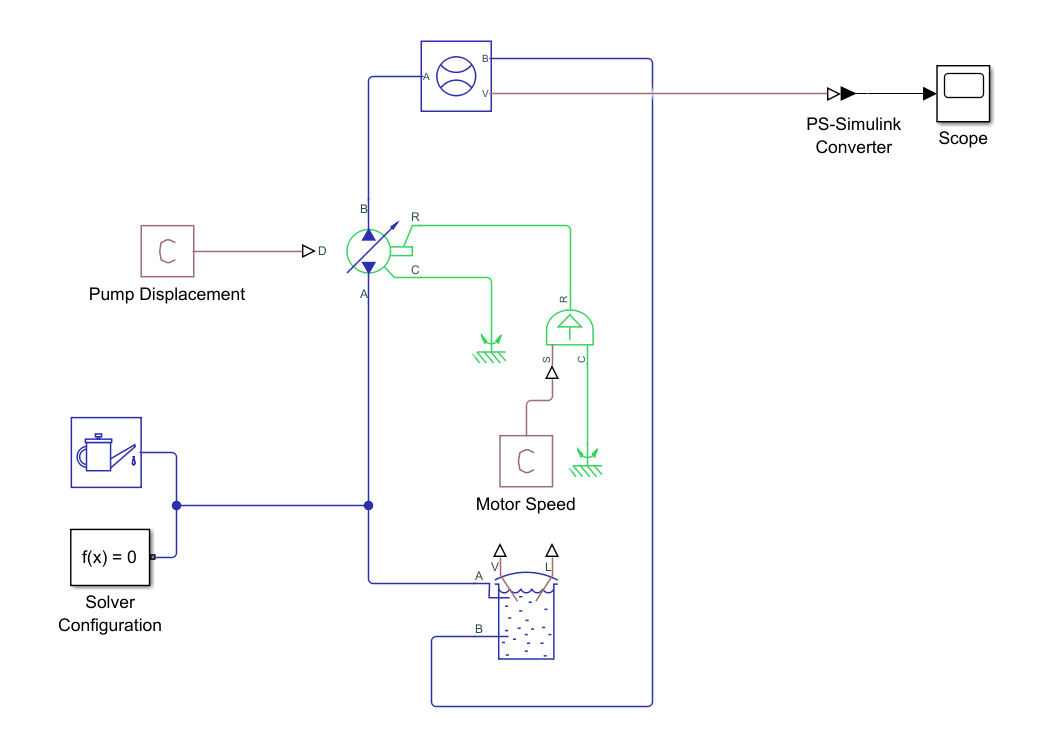 B
A
V
PS-Simulink
Converter
Scope
B
R
C
D
Pump Displacement
C
A
R
S
C
C
Motor Speed
f(x) = 0
Solver
Configuration
V
L
A
B